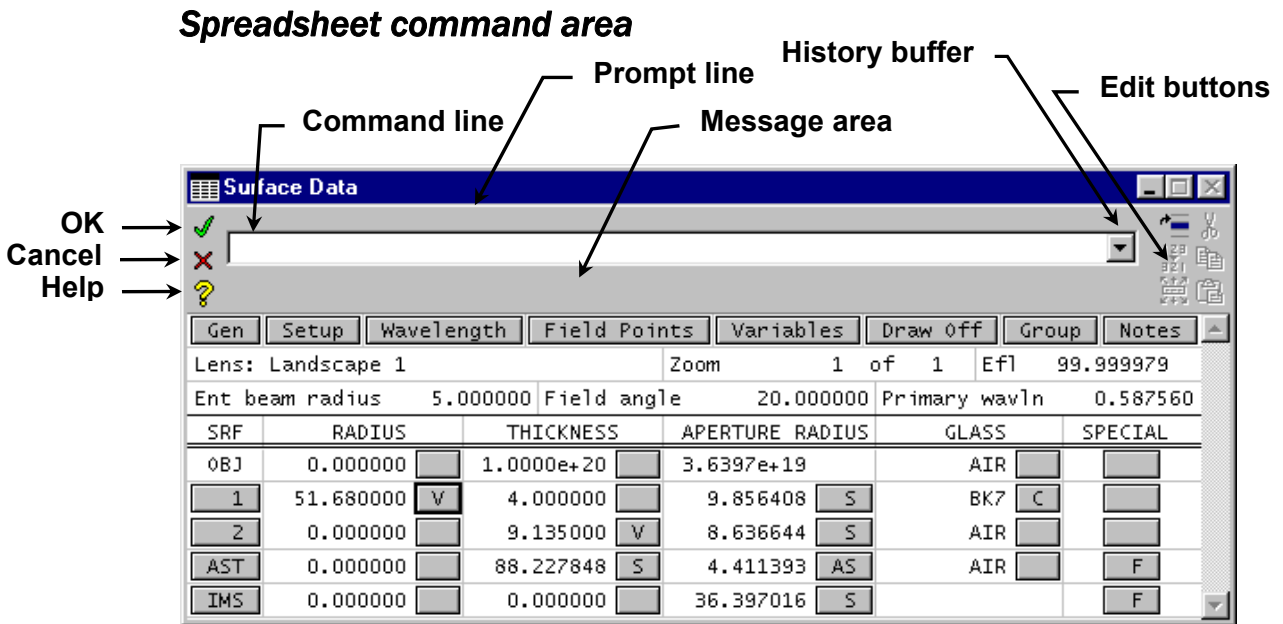 Spreadsheet command area
History buffer
Prompt line
Edit buttons
Command line
Message area
Surface Data
OK
Cancel
Help
Gen Setup Wavelength Field Points Variables Draw Off Group Notes
Lens: Landscape 1 Zoom 1 of 1 Efl 99.999979
Ent beam radius 5.000000 Field angle 20.000000 Primary wavln 0.587560
SRF RADIUS THICKNESS APERTURE RADIUS GLASS SPECIAL
OBJ 0.000000 1.0000e+20 3.6397e+19 AIR
1 51.680000 V 4.000000 9.856408 S BK7 C
2 0.000000 9.135000 V 8.636644 S AIR
AST 0.000000 88.227848 S 4.411393 AS AIR F
IMS 0.000000 0.000000 36.397016 S F